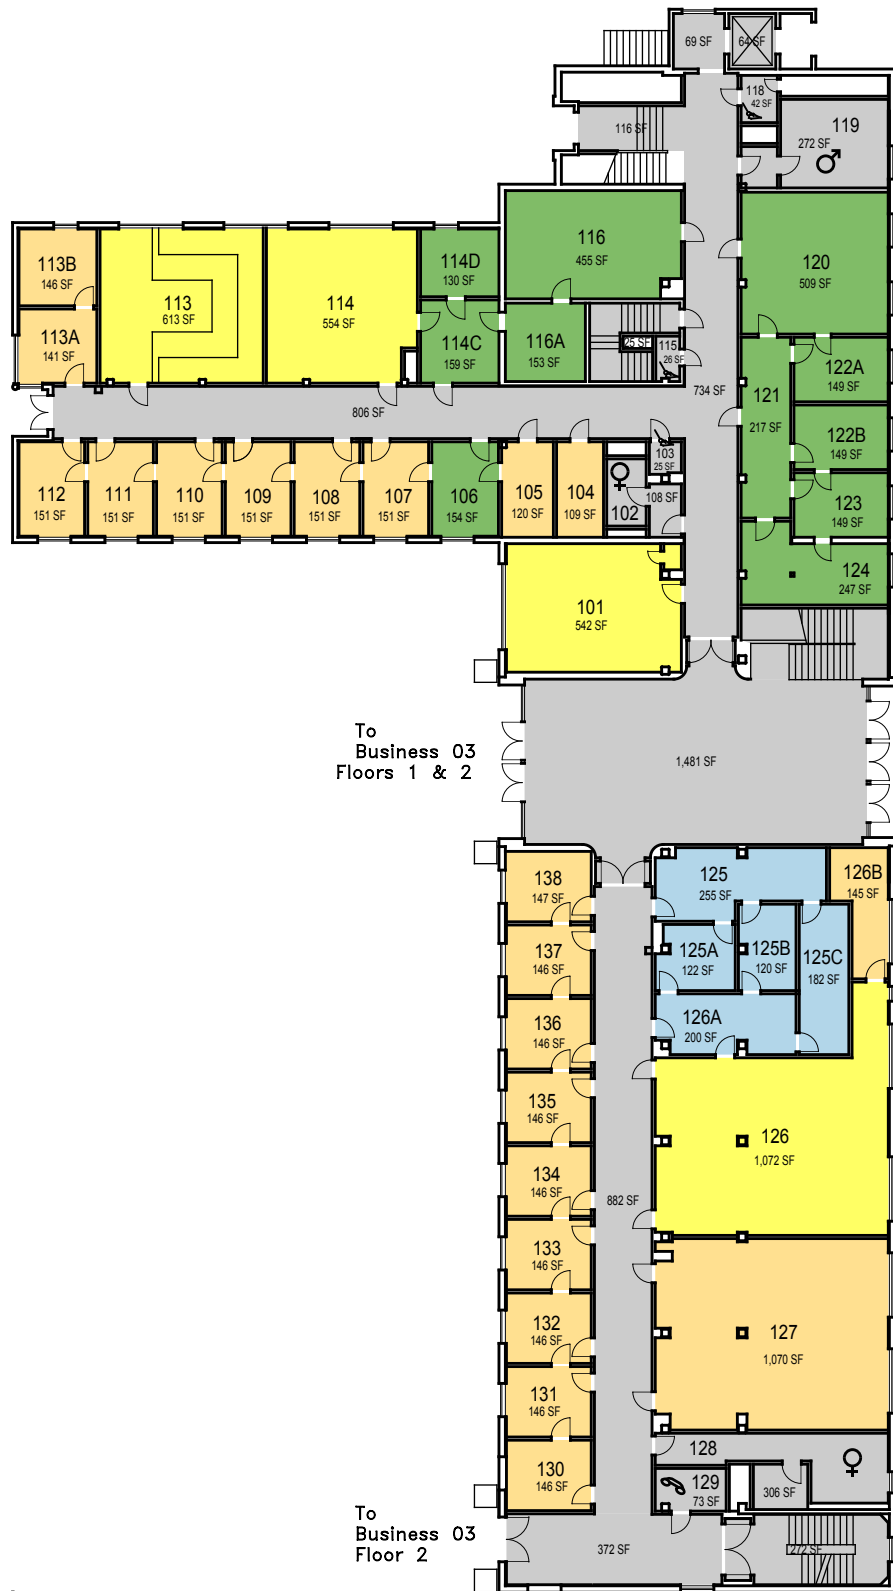 69 SF
64 SF
118
42 SF
116 SF
119
272 SF
113B
146 SF
113
613 SF
114
554 SF
114D
130 SF
116
455 SF
120
509 SF
113A
141 SF
114C
159 SF
116A
153 SF
25 SF
115
26 SF
122A
149 SF
806 SF
734 SF
121
217 SF
122B
149 SF
112
151 SF
111
151 SF
110
151 SF
109
151 SF
108
151 SF
107
151 SF
106
154 SF
105
120 SF
104
109 SF
102
103
25 SF
108 SF
123
149 SF
124
247 SF
101
542 SF
To
Business 03
Floors 1 & 2
1,481 SF
138
147 SF
125
255 SF
126B
145 SF
137
146 SF
125A
122 SF
125B
120 SF
125C
182 SF
136
146 SF
126A
200 SF
135
146 SF
126
1,072 SF
134
146 SF
882 SF
133
146 SF
132
146 SF
127
1,070 SF
131
146 SF
130
146 SF
128
129
73 SF
306 SF
To
Business 03
Floor 2
372 SF
272 SF